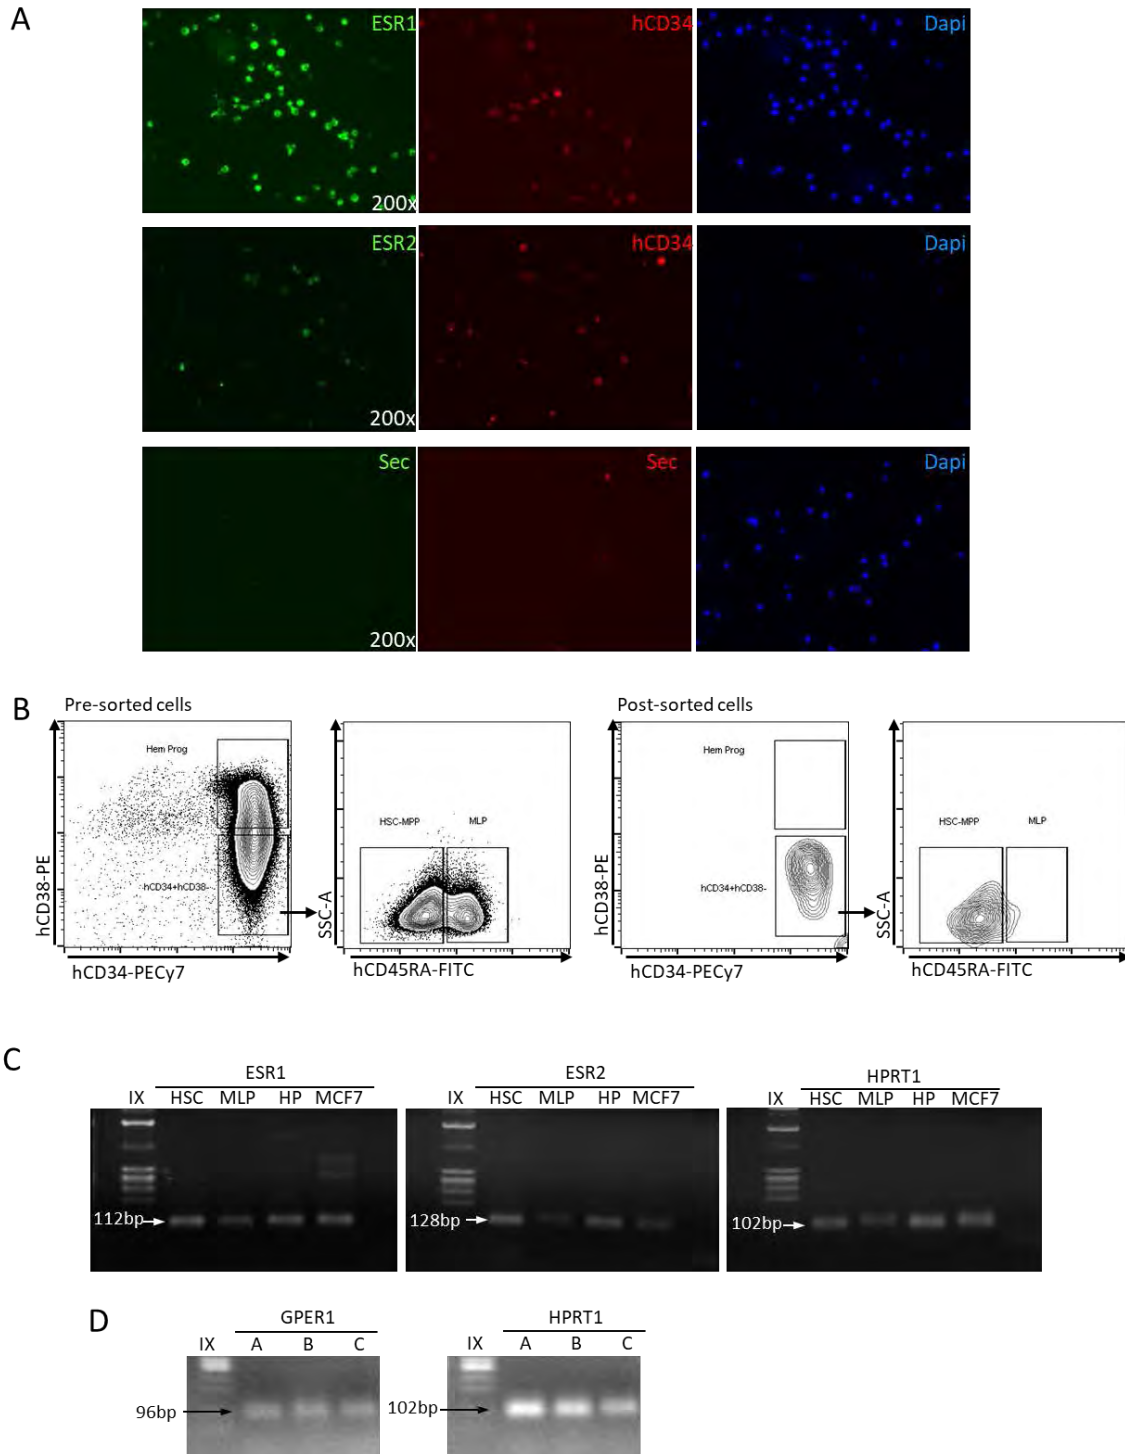 A
ESR1 hCD34 Dapi
200x
ESR2 hCD34 Dapi
200x
Sec Sec Dapi
200x
B
Pre-sorted cells
Hem Prog
hCD34+hCD38-
hCD38-PE
hCD34-PECy7
HSC-MPP MLP
SSC-A
hCD45RA-FITC
Post-sorted cells
Hem Prog
hCD34+hCD38-
hCD38-PE
hCD34-PECy7
HSC-MPP MLP
SSC-A
hCD45RA-FITC
C
ESR1
IX HSC MLP HP MCF7
112bp
ESR2
IX HSC MLP HP MCF7
128bp
HPRT1
IX HSC MLP HP MCF7
102bp
D
GPER1
IX A B C
96bp
HPRT1
IX A B C
102bp